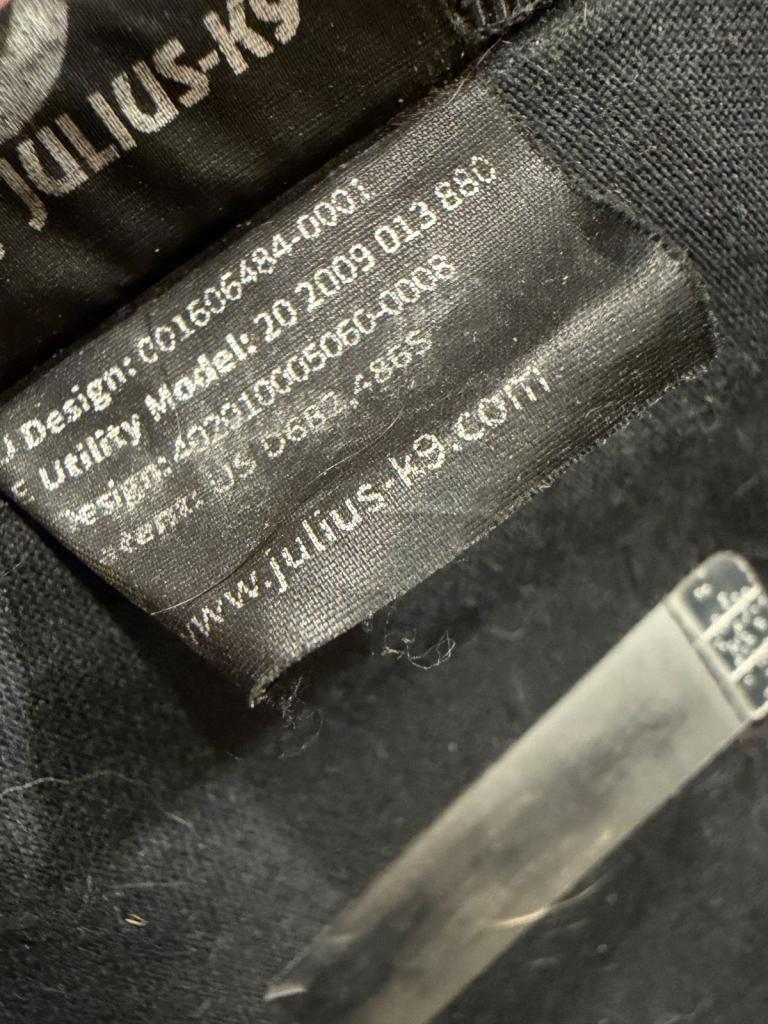 JULIUS-K9
Design: 001606484-0001
Utility Model: 20 2009 013 880
esign: 402010005060-0008
US D682,486S
www.julius-k9.com